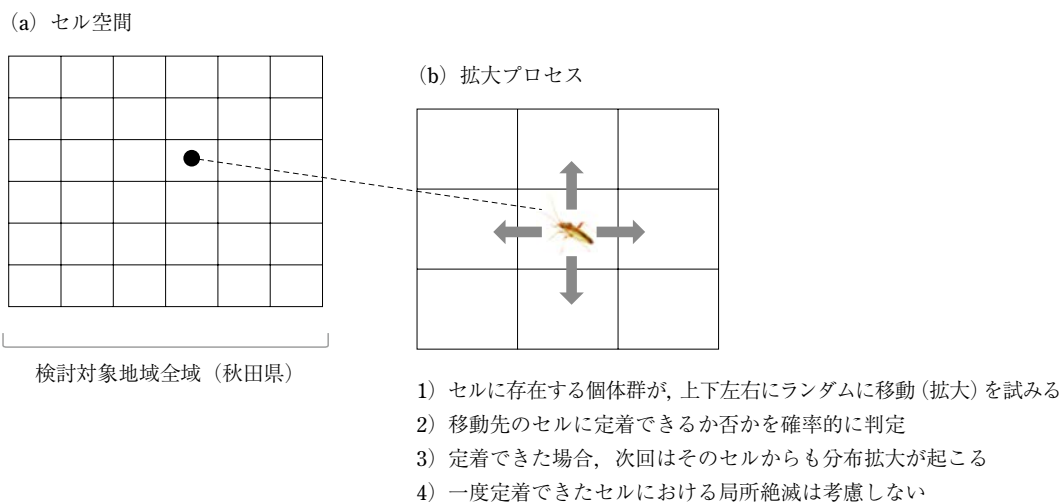 (a) セル空間
(b) 拡大プロセス
検討対象地域全域（秋田県）
1）セルに存在する個体群が, 上下左右にランダムに移動（拡大）を試みる
2）移動先のセルに定着できるか否かを確率的に判定
3）定着できた場合，次回はそのセルからも分布拡大が起こる
4）一度定着できたセルにおける局所絶滅は考慮しない